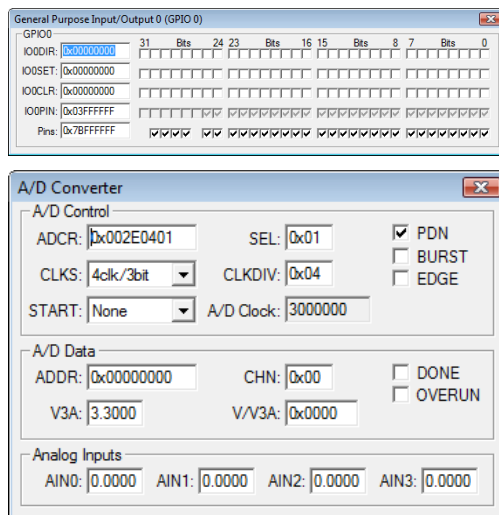 General Purpose Input/Output 0 (GPIO 0)
GPIO0
31 Bits 24 23 Bits 16 15 Bits 8 7 Bits 0
IO0DIR: 0x00000000
IO0SET: 0x00000000
IO0CLR: 0x00000000
IO0PIN: 0x03FFFFFF
Pins: 0x7BFFFFFF
A/D Converter
A/D Control
ADCR: 0x002E0401 SEL: 0x01 PDN
BURST
CLKS: 4clk/3bit CLKDIV: 0x04 EDGE
START: None A/D Clock: 3000000
A/D Data
ADDR: 0x00000000 CHN: 0x00 DONE
OVERUN
V3A: 3.3000 V/V3A: 0x0000
Analog Inputs
AIN0: 0.0000 AIN1: 0.0000 AIN2: 0.0000 AIN3: 0.0000